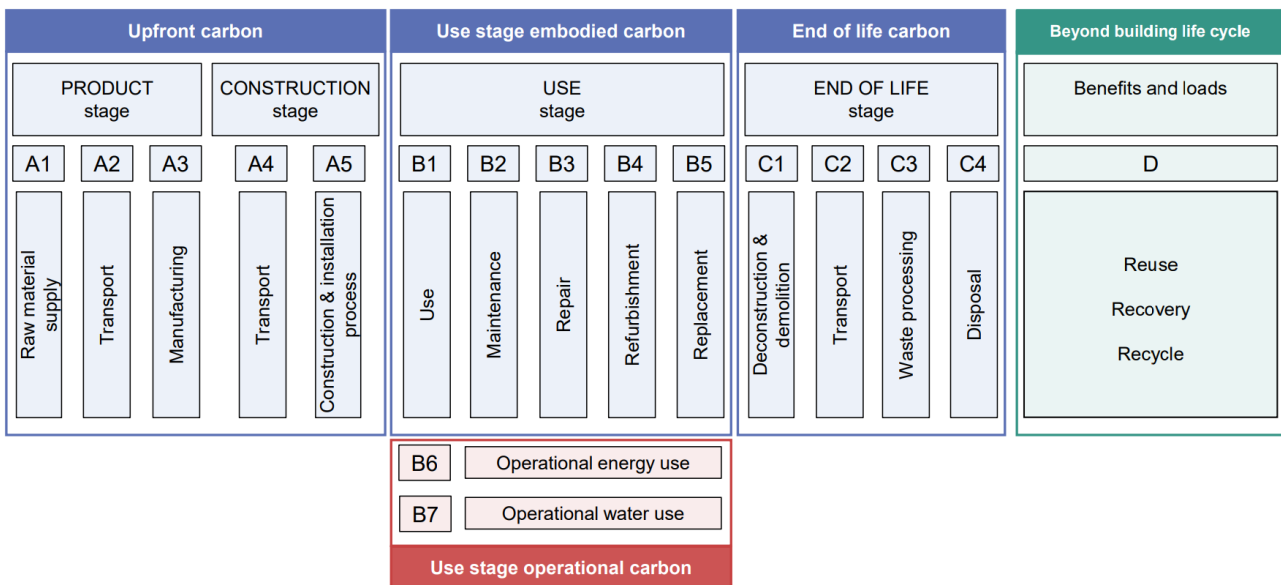 Upfront carbon
PRODUCT
stage
CONSTRUCTION
stage
A1
A2
A3
A4
A5
Raw material
supply
Transport
Manufacturing
Transport
Construction & installation
process
Use stage embodied carbon
USE
stage
B1
B2
B3
B4
B5
Use
Maintenance
Repair
Refurbishment
Replacement
B6
Operational energy use
B7
Operational water use
Use stage operational carbon
End of life carbon
END OF LIFE
stage
C1
C2
C3
C4
Deconstruction &
demolition
Transport
Waste processing
Disposal
Beyond building life cycle
Benefits and loads
D
Reuse
Recovery
Recycle